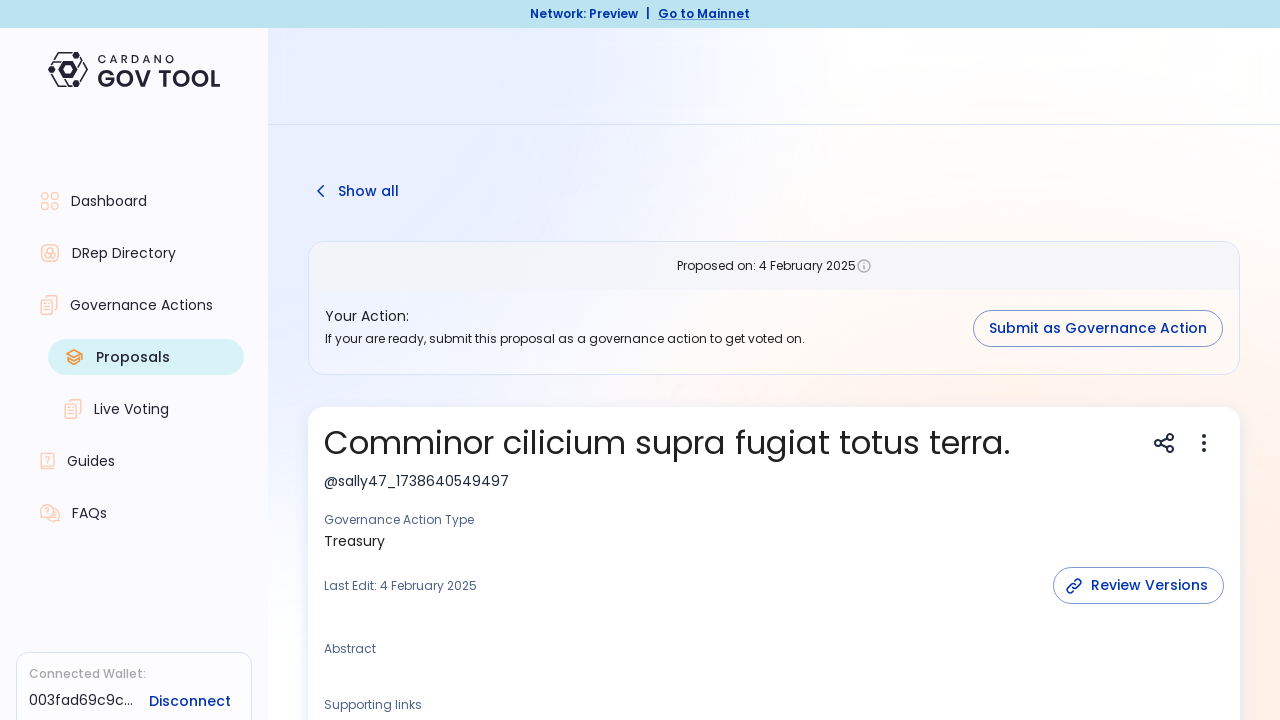 Network: Preview | Go to Mainnet
CARDANO
GOV TOOL
Dashboard
DRep Directory
Governance Actions
Proposals
Live Voting
Guides
FAQs
Connected Wallet:
003fad69c9c...
Disconnect
Show all
Proposed on: 4 February 2025
Your Action:
If your are ready, submit this proposal as a governance action to get voted on.
Submit as Governance Action
Comminor cilicium supra fugiat totus terra.
@sally47_1738640549497
Governance Action Type
Treasury
Last Edit: 4 February 2025
Review Versions
Abstract
Supporting links